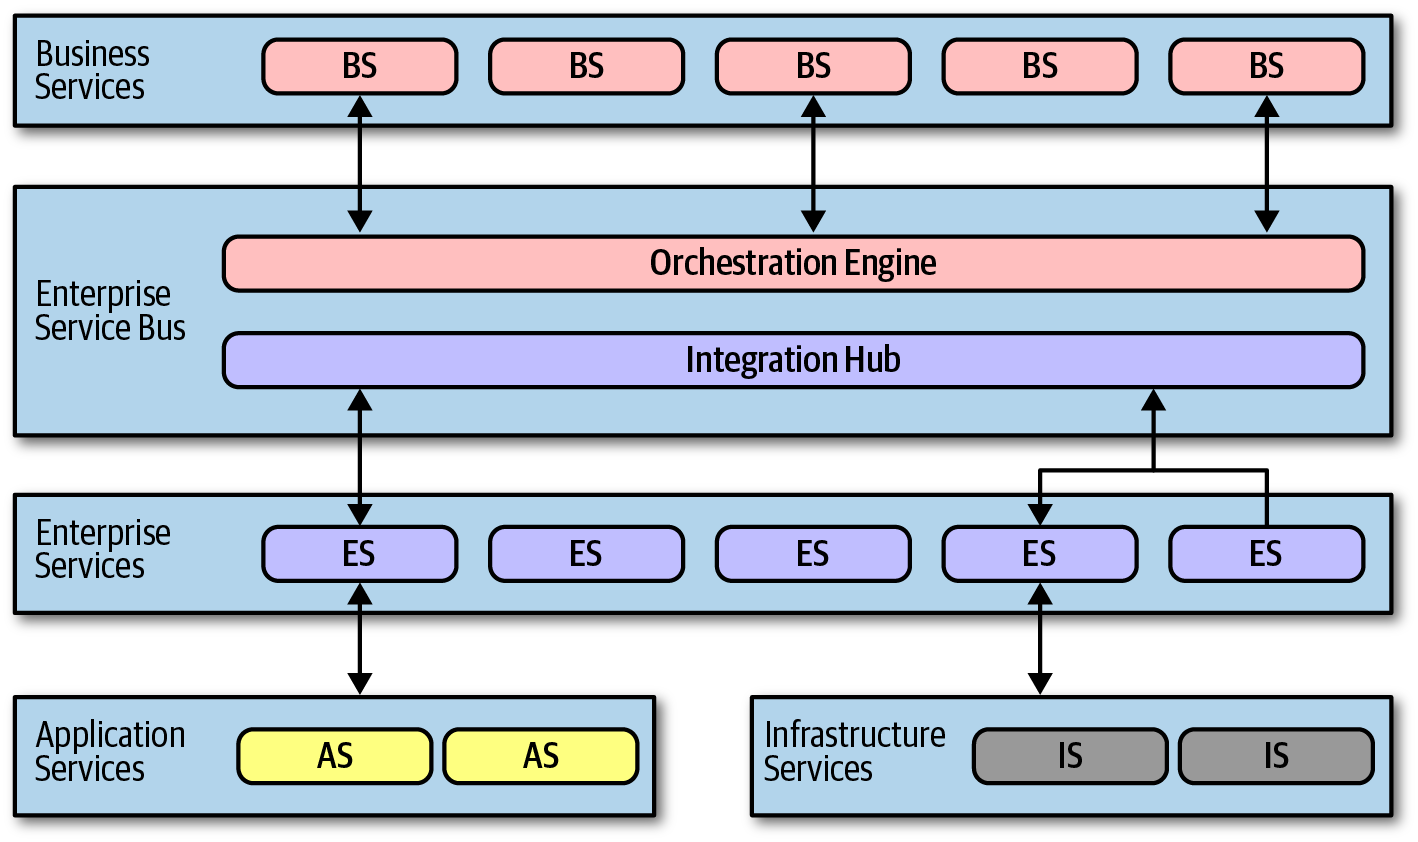 Business
Services
BS
BS
BS
BS
BS
Enterprise
Service Bus
Orchestration Engine
Integration Hub
Enterprise
Services
ES
ES
ES
ES
ES
Application
Services
AS
AS
Infrastructure
Services
IS
IS